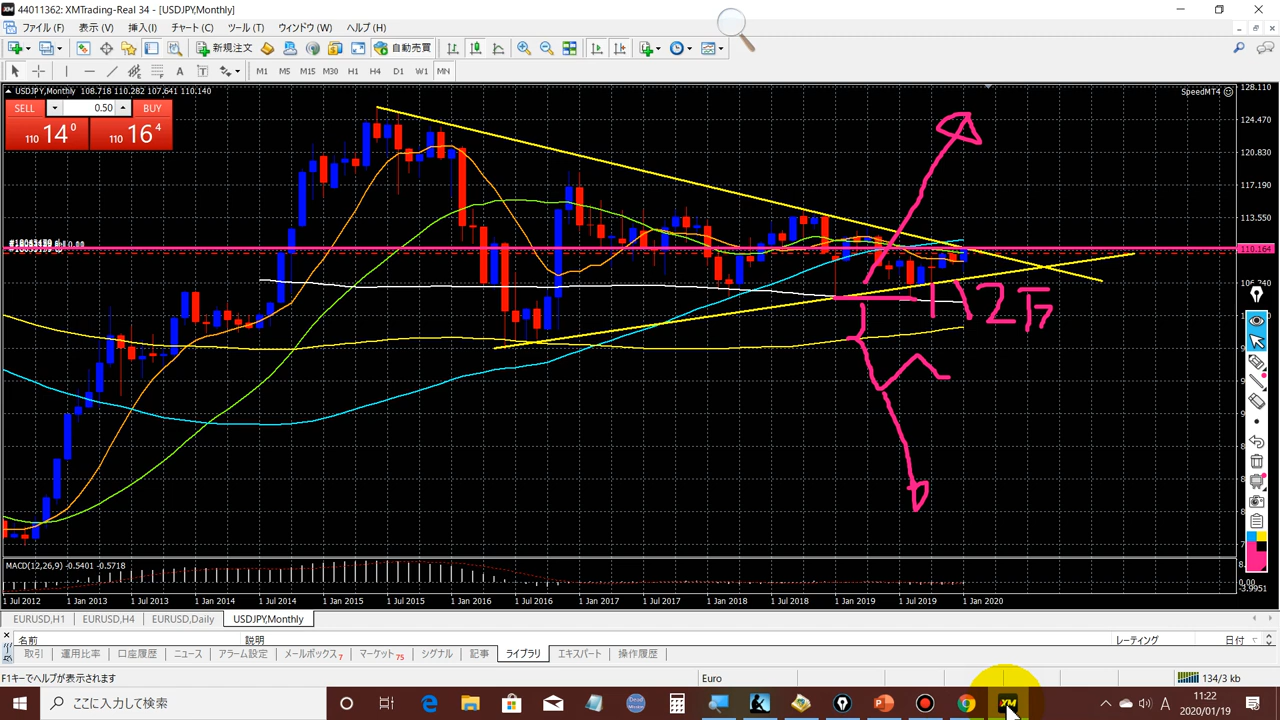 44011362: XMTrading-Real 34 - [USDJPY,Monthly]
ファイル (F) 表示 (V) 挿入(I) チャート (C) ツール (T) ウィンドウ (W) ヘルプ (H)
新規注文 自動売買
A T M1 M5 M15 M30 H1 H4 D1 W1 MN
USDJPY,Monthly 108.718 110.282 107.641 110.140
SpeedMT4
SELL 0.50 BUY
110 14 0 110 16 4
128.110
124.470
120.830
117.190
113.550
110.164
106.240
MACD(12,26,9) -0.5401 -0.5718
0.00
-3.9951
1 Jul 2012 1 Jan 2013 1 Jul 2013 1 Jan 2014 1 Jul 2014 1 Jan 2015 1 Jul 2015 1 Jan 2016 1 Jul 2016 1 Jan 2017 1 Jul 2017 1 Jan 2018 1 Jul 2018 1 Jan 2019 1 Jul 2019 1 Jan 2020
EURUSD,H1 EURUSD,H4 EURUSD,Daily USDJPY,Monthly
名前 説明 レーティング 日付
取引 運用比率 口座履歴 ニュース アラーム設定 メールボックス 7 マーケット 75 シグナル 記事 ライブラリ エキスパート 操作履歴
F1キーでヘルプが表示されます Euro 134/3 kb
ここに入力して検索 XM A 11:22
2020/01/19